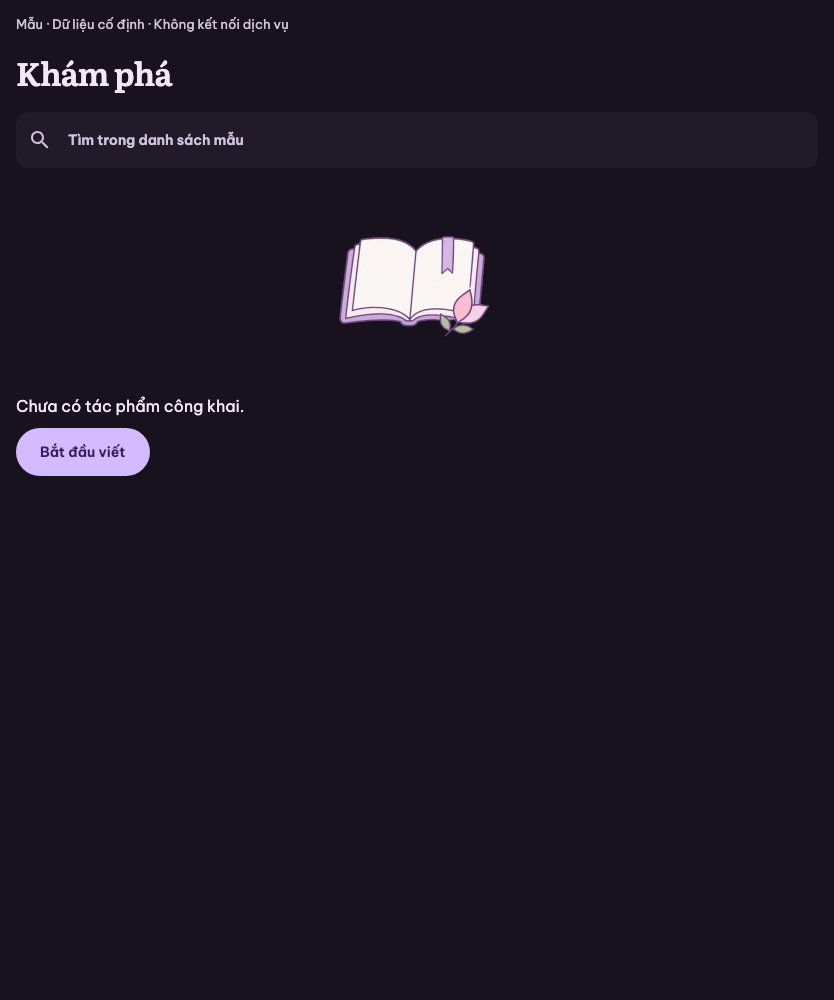 Mẫu · Dữ liệu cố định · Không kết nối dịch vụ
Khám phá
Tìm trong danh sách mẫu
Chưa có tác phẩm công khai.
Bắt đầu viết